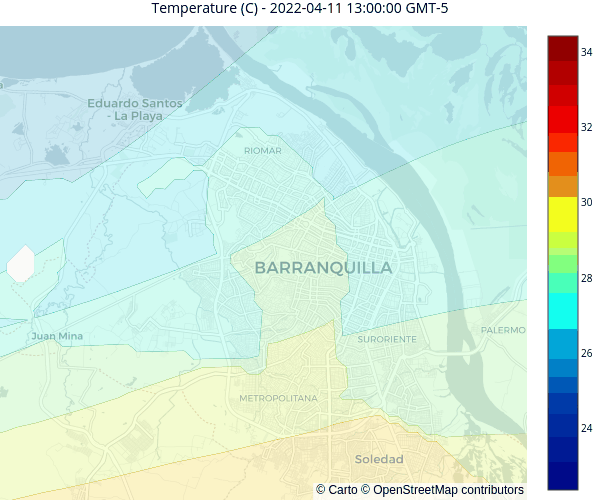 Temperature (C) - 2022-04-11 13:00:00 GMT-5
34
Eduardo Santos
- La Playa
32
RIOMAR
30
BARRANQUILLA
28
Juan Mina
SURORIENTE
PALERMO
26
METROPOLITANA
24
Soledad
© Carto © OpenStreetMap contributors